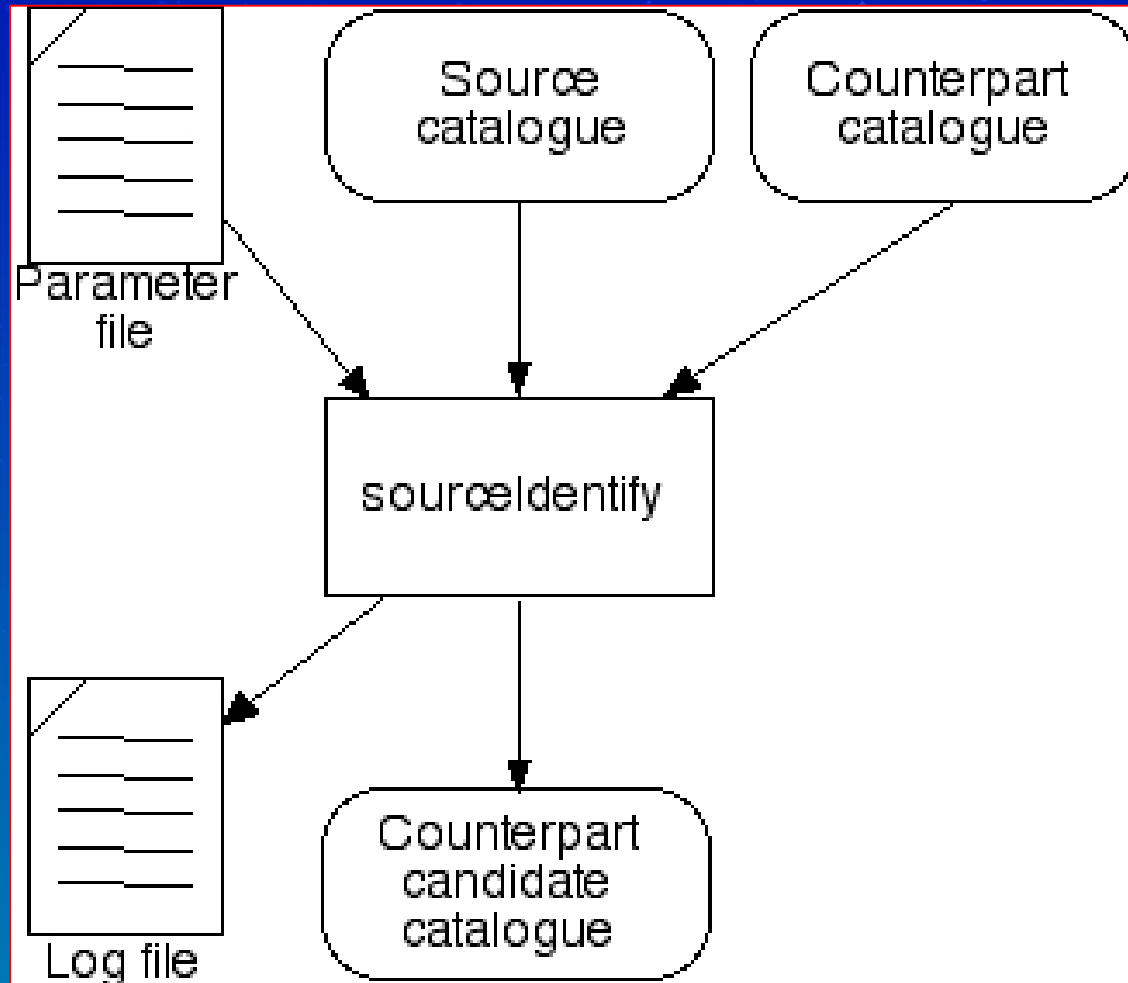 Source
catalogue
Counterpart
catalogue
Parameter
file
sourceIdentify
Counterpart
candidate
catalogue
Log file